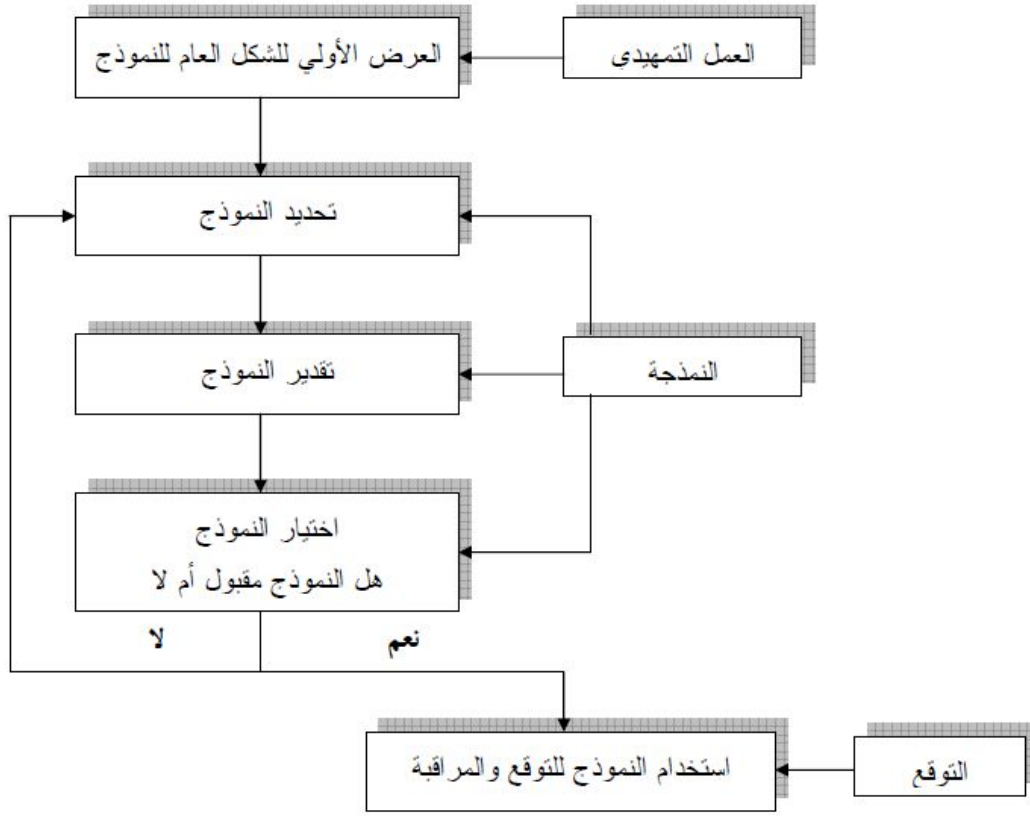 العرض الأولي للشكل العام للنموذج
العمل التمهيدي
تحديد النموذج
تقدير النموذج
النمذجة
اختيار النموذج
هل النموذج مقبول أم لا
نعم
لا
استخدام النموذج للتوقع والمراقبة
التوقع